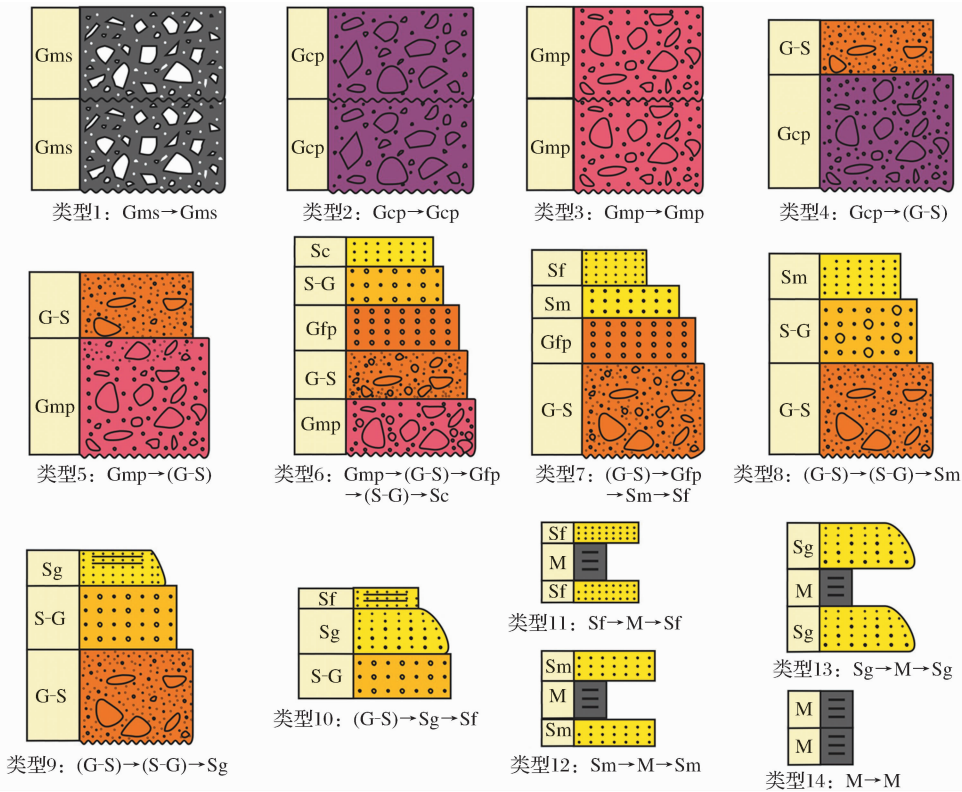 Gms
Gms
类型1：Gms→Gms
Gcp
Gcp
类型2：Gcp→Gcp
Gmp
Gmp
类型3：Gmp→Gmp
G-S
Gcp
类型4：Gcp→(G-S)
G-S
Gmp
类型5：Gmp→(G-S)
Sc
S-G
Gfp
G-S
Gmp
类型6：Gmp→(G-S)→Gfp
→(S-G)→Sc
Sf
Sm
Gfp
G-S
类型7：(G-S)→Gfp
→Sm→Sf
Sm
S-G
G-S
类型8：(G-S)→(S-G)→Sm
Sg
S-G
G-S
类型9：(G-S)→(S-G)→Sg
Sf
Sg
S-G
类型10：(G-S)→Sg→Sf
Sf
M
Sf
类型11：Sf→M→Sf
Sm
M
Sm
类型12：Sm→M→Sm
Sg
M
Sg
类型13：Sg→M→Sg
M
M
类型14：M→M